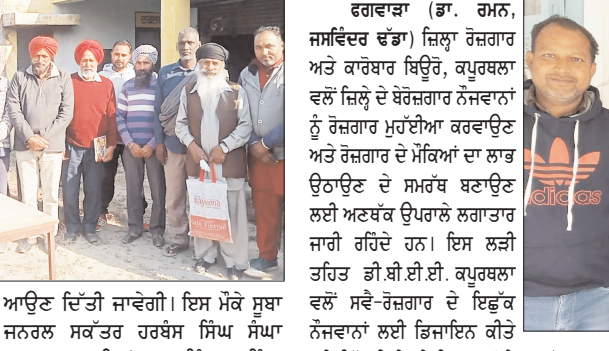 Raymond
ਆਉਣ ਦਿੱਤੀ ਜਾਵੇਗੀ। ਇਸ ਮੌਕੇ ਸੂਬਾ
ਜਨਰਲ ਸਕੱਤਰ ਹਰਬੰਸ ਸਿੰਘ ਸੰਘਾ
ਫਗਵਾੜਾ (ਡਾ. ਰਮਨ,
ਜਸਵਿੰਦਰ ਢੱਡਾ) ਜ਼ਿਲ੍ਹਾ ਰੋਜ਼ਗਾਰ
ਅਤੇ ਕਾਰੋਬਾਰ ਬਿਊਰੋ, ਕਪੂਰਥਲਾ
ਵਲੋਂ ਜ਼ਿਲ੍ਹੇ ਦੇ ਬੇਰੋਜ਼ਗਾਰ ਨੌਜਵਾਨਾਂ
ਨੂੰ ਰੋਜ਼ਗਾਰ ਮੁਹੱਈਆ ਕਰਵਾਉਣ
ਅਤੇ ਰੋਜ਼ਗਾਰ ਦੇ ਮੌਕਿਆਂ ਦਾ ਲਾਭ
ਉਠਾਉਣ ਦੇ ਸਮਰੱਥ ਬਣਾਉਣ
ਲਈ ਅਣਥੱਕ ਉਪਰਾਲੇ ਲਗਾਤਾਰ
ਜਾਰੀ ਰਹਿੰਦੇ ਹਨ। ਇਸ ਲੜੀ
ਤਹਿਤ ਡੀ.ਬੀ.ਈ.ਈ. ਕਪੂਰਥਲਾ
ਵਲੋਂ ਸਵੈ-ਰੋਜ਼ਗਾਰ ਦੇ ਇਛੁੱਕ
ਨੌਜਵਾਨਾਂ ਲਈ ਡਿਜਾਇਨ ਕੀਤੇ
adidas